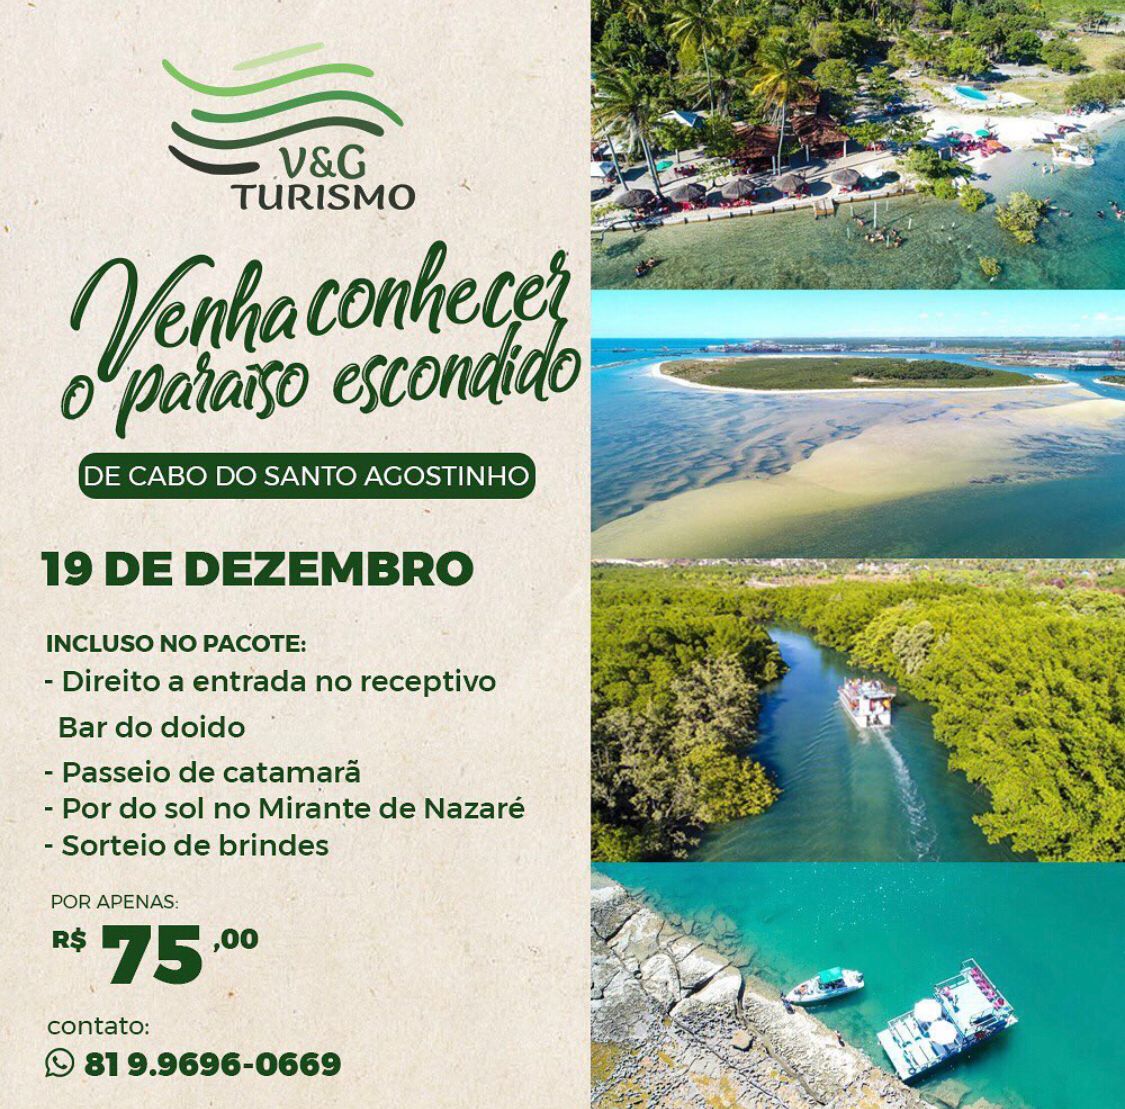 V&G
TURISMO
Venha conhecer
o paraíso escondido
DE CABO DO SANTO AGOSTINHO
19 DE DEZEMBRO
INCLUSO NO PACOTE:
- Direito a entrada no receptivo
Bar do doido
- Passeio de catamarã
- Por do sol no Mirante de Nazaré
- Sorteio de brindes
POR APENAS:
R$ 75,00
contato:
81 9.9696-0669